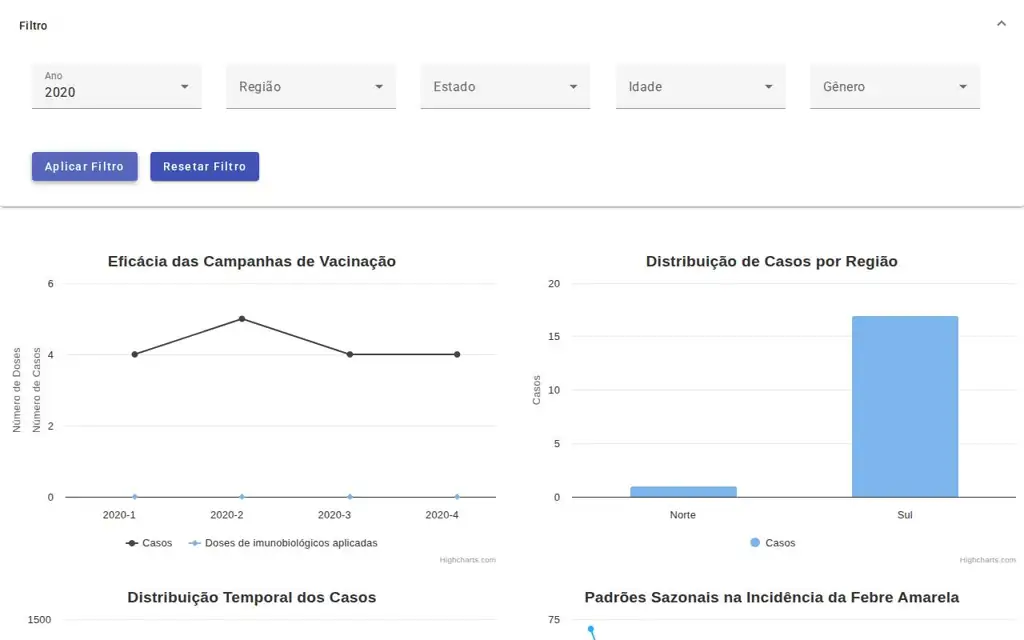 Filtro
Ano
2020
Região
Estado
Idade
Gênero
Aplicar Filtro
Resetar Filtro
Eficácia das Campanhas de Vacinação
6
4
2
0
Número de Doses
Número de Casos
2020-1 2020-2 2020-3 2020-4
Casos Doses de imunobiológicos aplicadas
Highcharts.com
Distribuição de Casos por Região
20
15
10
5
0
Casos
Norte Sul
Casos
Highcharts.com
Distribuição Temporal dos Casos
1500
Padrões Sazonais na Incidência da Febre Amarela
75